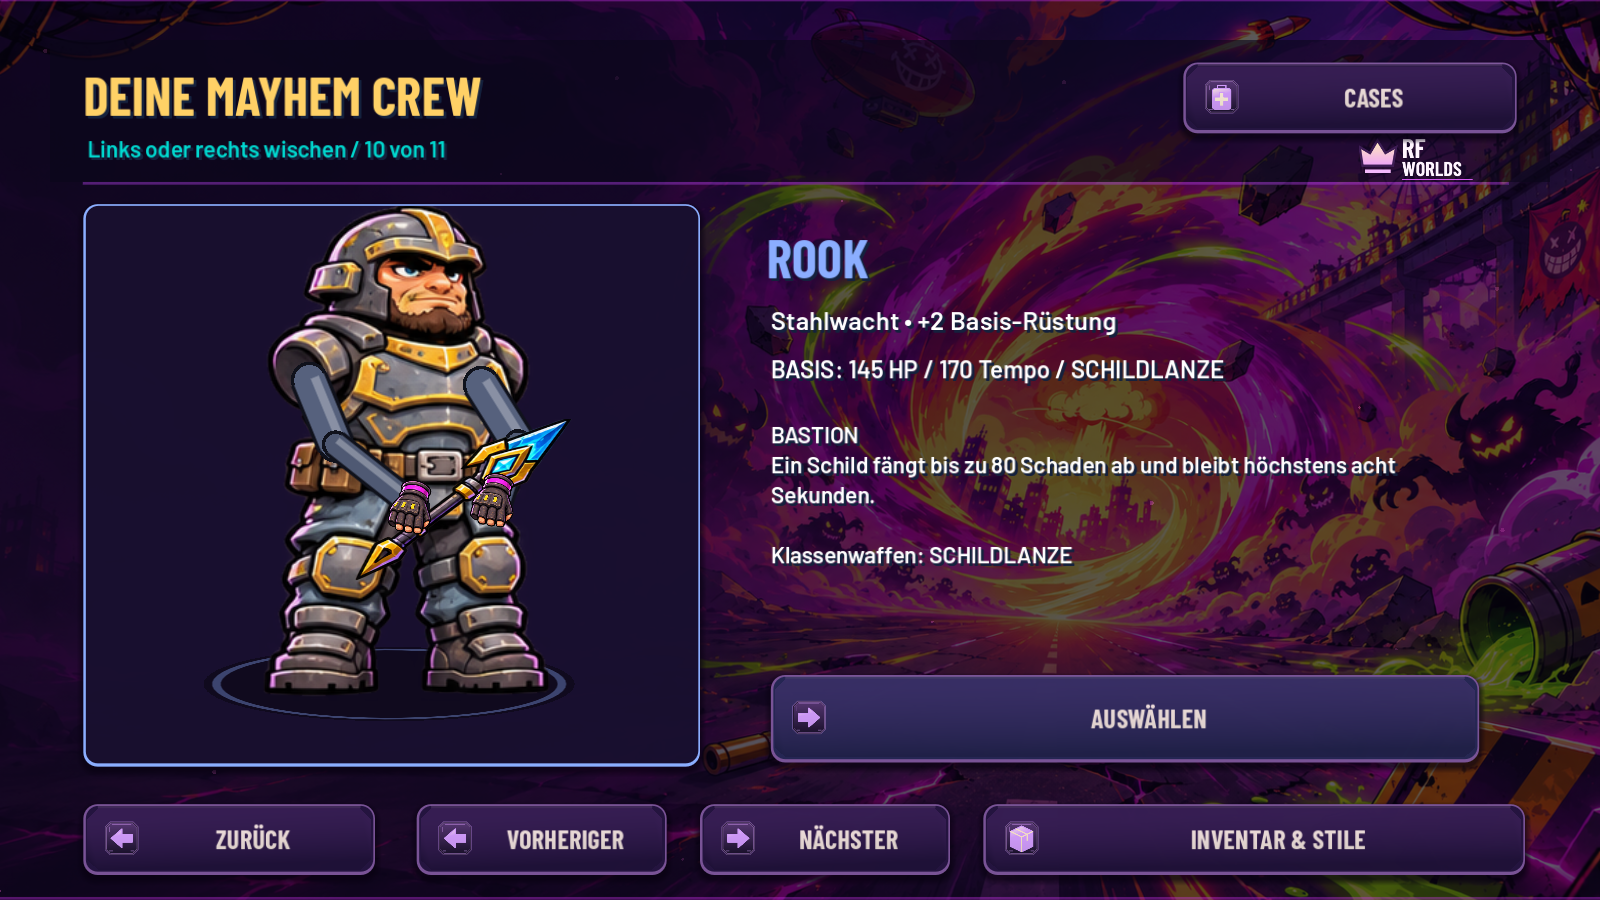 DEINE MAYHEM CREW
Links oder rechts wischen / 10 von 11
CASES
RF
WORLDS
ROOK
Stahlwacht • +2 Basis-Rüstung
BASIS: 145 HP / 170 Tempo / SCHILDLANZE
BASTION
Ein Schild fängt bis zu 80 Schaden ab und bleibt höchstens acht
Sekunden.
Klassenwaffen: SCHILDLANZE
AUSWÄHLEN
ZURÜCK
VORHERIGER
NÄCHSTER
INVENTAR & STILE